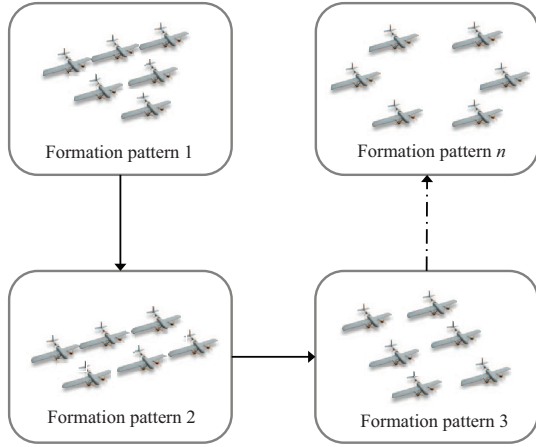 Formation pattern 1
Formation pattern n
Formation pattern 2
Formation pattern 3